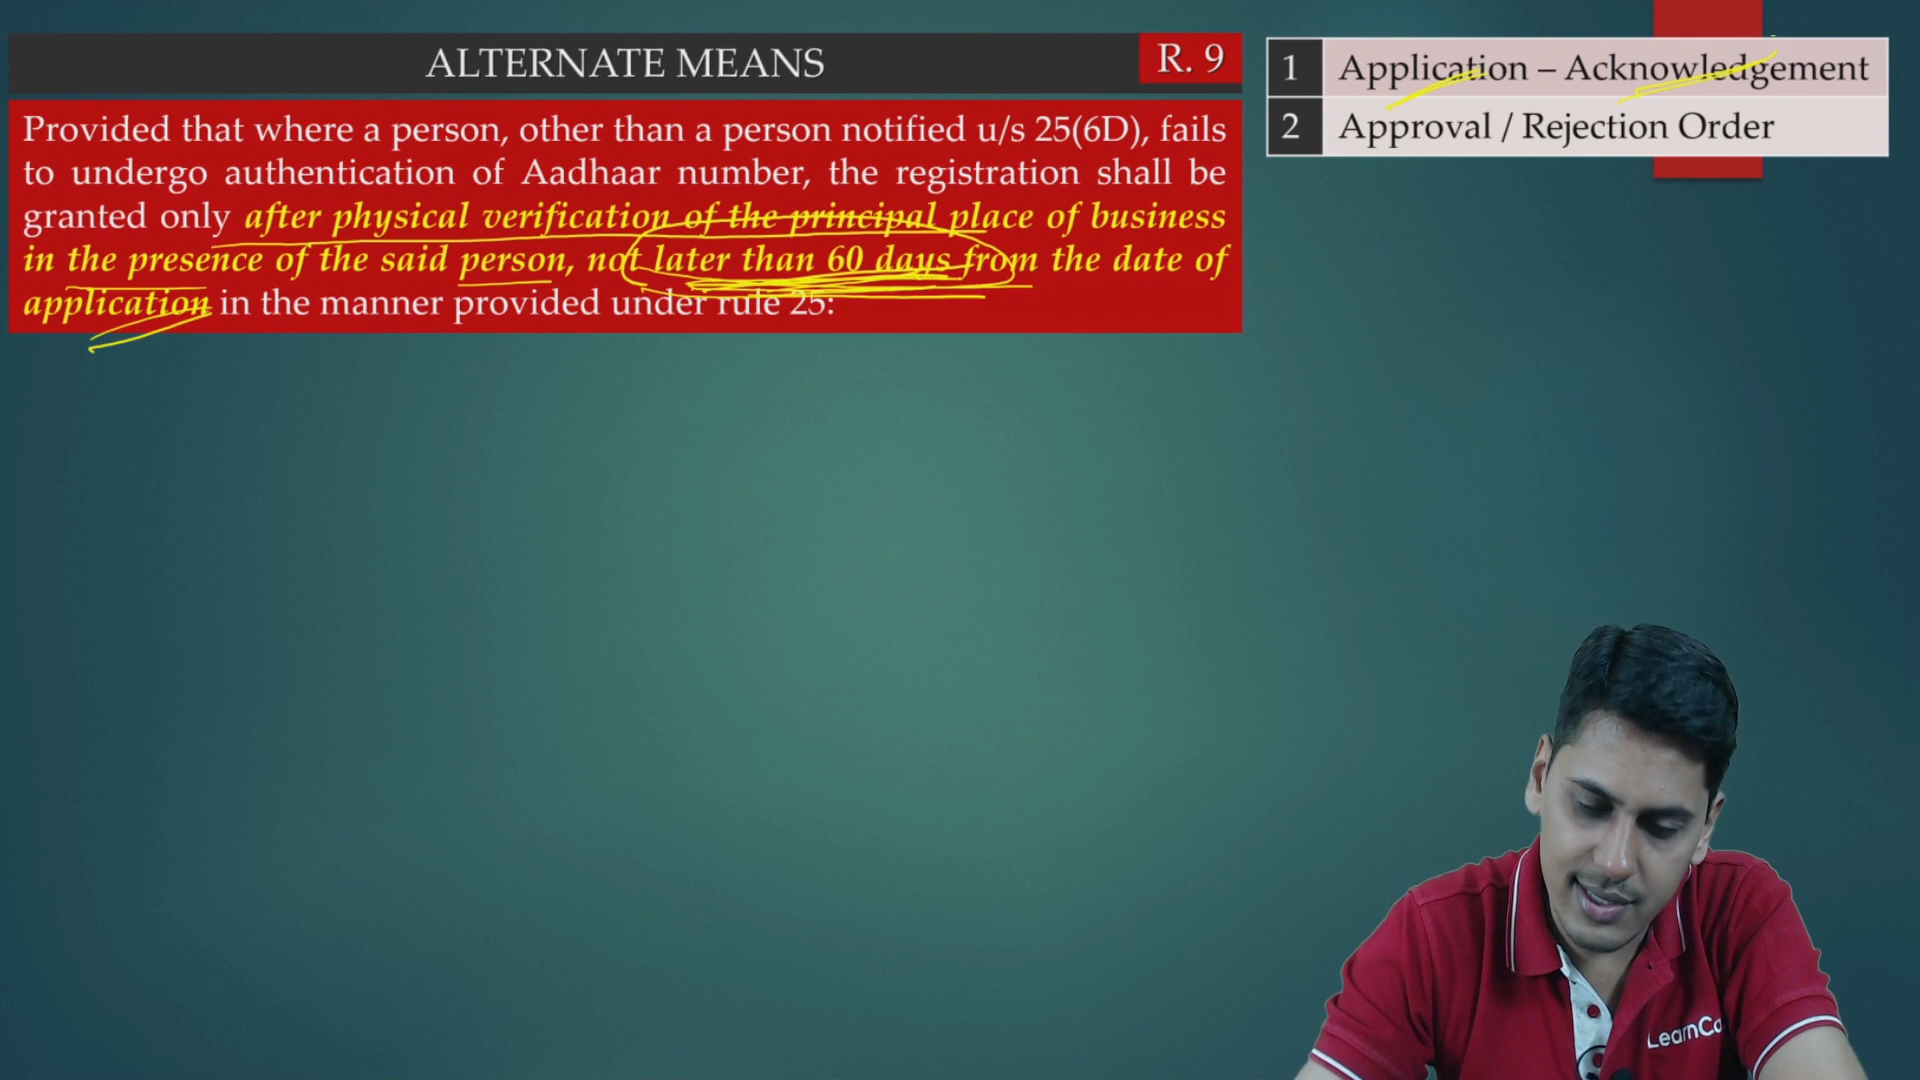 ALTERNATE MEANS
R. 9
Provided that where a person, other than a person notified u/s 25(6D), fails
to undergo authentication of Aadhaar number, the registration shall be
granted only after physical verification of the principal place of business
in the presence of the said person, not later than 60 days from the date of
application in the manner provided under rule 25:
1 Application – Acknowledgement
2 Approval / Rejection Order